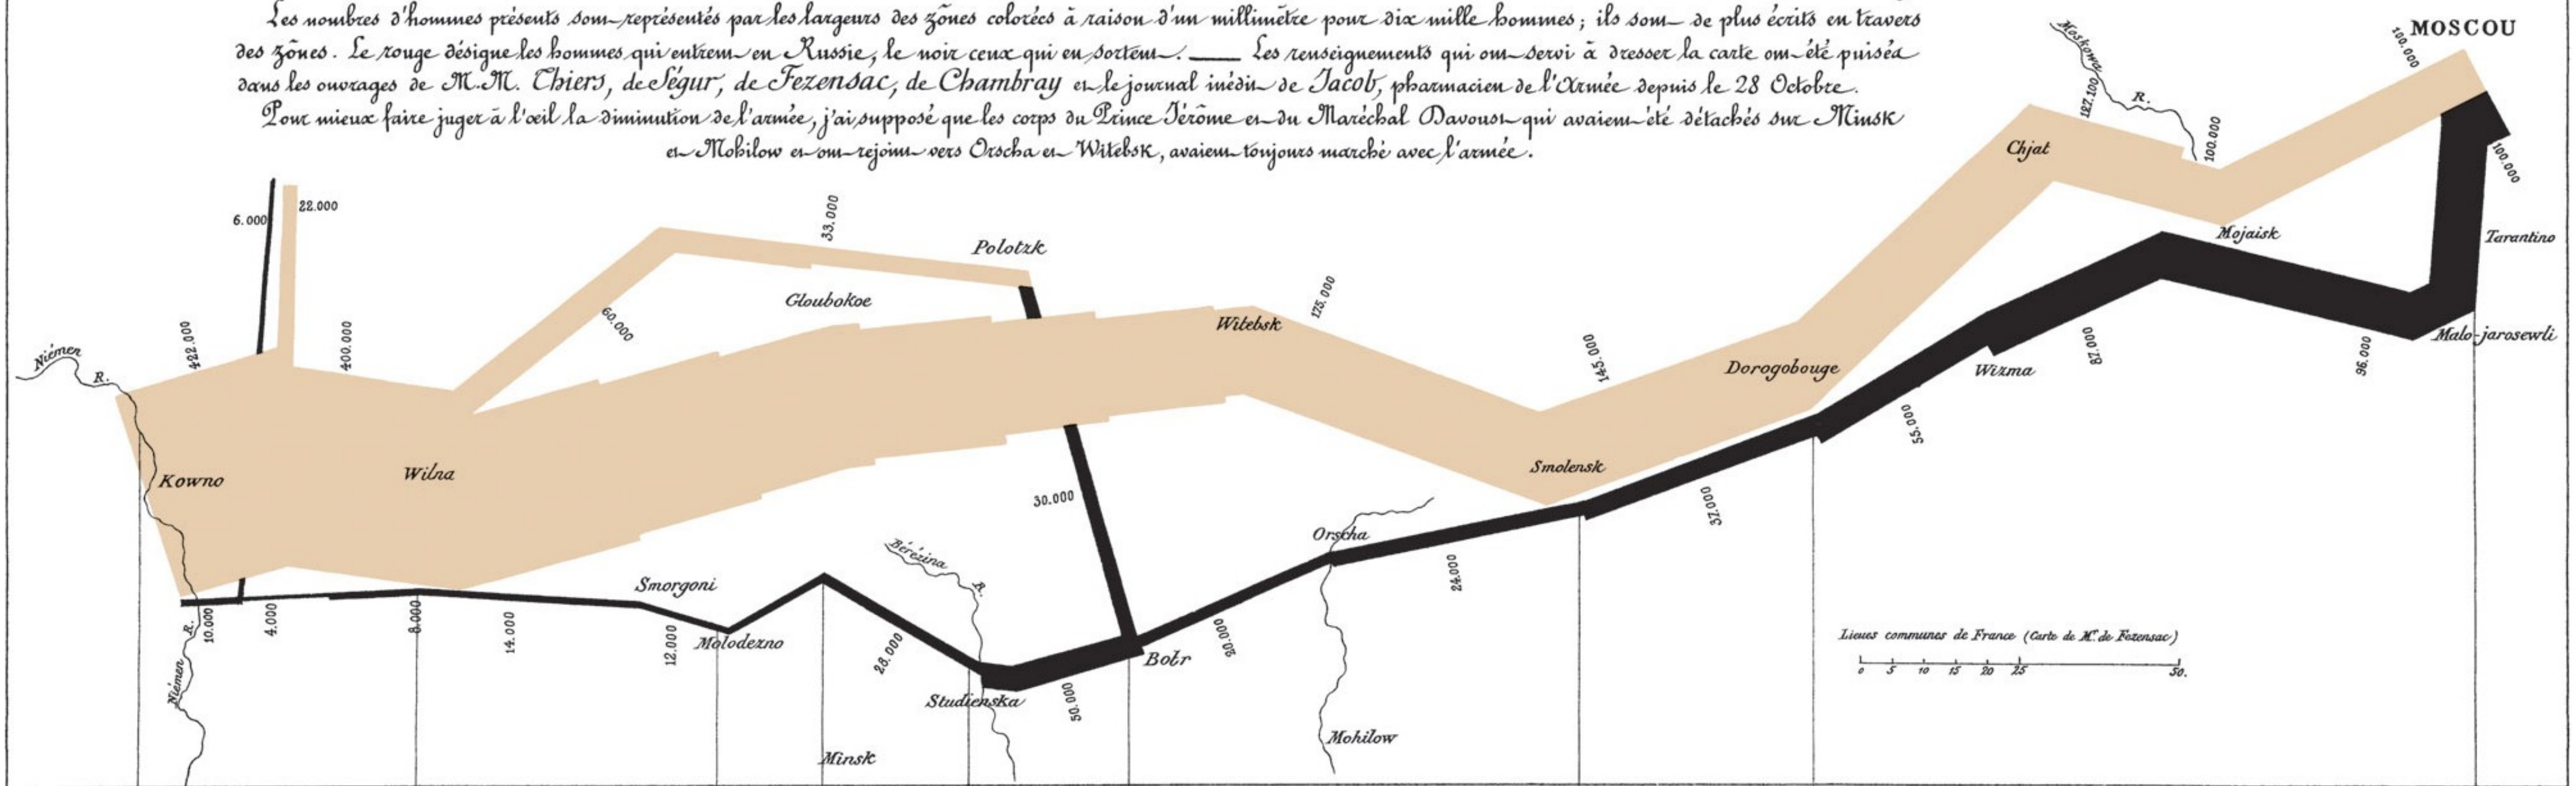 Les nombres d'hommes présents sont représentés par les largeurs des zônes colorées à raison d'un millimètre pour dix mille hommes; ils sont de plus écrits en travers
des zônes. Le rouge désigne les hommes qui entrent en Russie, le noir ceux qui en sortent. — Les renseignements qui ont servi à dresser la carte ont été puisés
dans les ouvrages de M.M. Thiers, de Ségur, de Fezensac, de Chambray et le journal inédit de Jacob, pharmacien de l'Armée depuis le 28 Octobre.
Pour mieux faire juger à l'œil la diminution de l'armée, j'ai supposé que les corps du Prince Jérôme et du Maréchal Davoust qui avaient été détachés sur Minsk
et Mohilow et ont rejoint vers Orscha et Witebsk, avaient toujours marché avec l'armée.
MOSCOU
100.000
Moskowa
R.
127.100
100.000
Chjat
100.000
Mojaisk
Tarantino
6.000
22.000
33.000
Polotzk
Gloubokoe
60.000
175.000
Witebsk
422.000
400.000
Niémen
R.
145.000
Dorogobouge
Wizma
87.000
96.000
Malo-jarosewli
55.000
Kowno
Wilna
Smolensk
30.000
37.000
Orscha
Bérézina
R.
24.000
Smorgoni
10.000
4.000
8.000
14.000
12.000
Molodezno
28.000
20.000
Botr
R.
Niémen
Studienska
50.000
Minsk
Mohilow
Lieues communes de France (Carte de Mr. de Fezensac)
0 5 10 15 20 25 50.